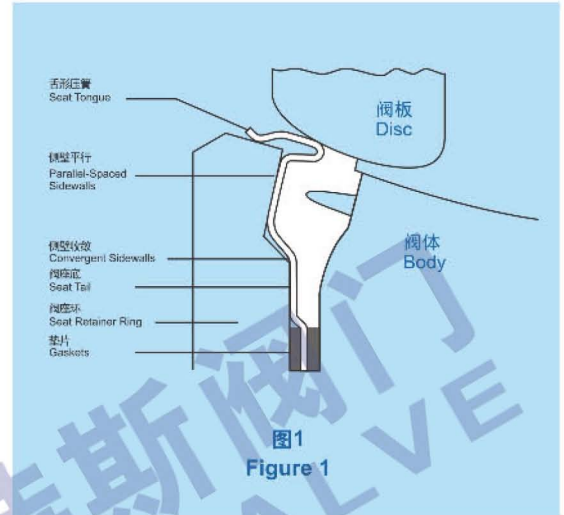 舌形压簧
Seat Tongue
阀板
Disc
侧壁平行
Parallel-Spaced
Sidewalls
侧壁收敛
Convergent Sidewalls
阀体
Body
阀座底
Seat Tail
阀座环
Seat Retainer Ring
垫片
Gaskets
图1
Figure 1
斯阀门
ALVE